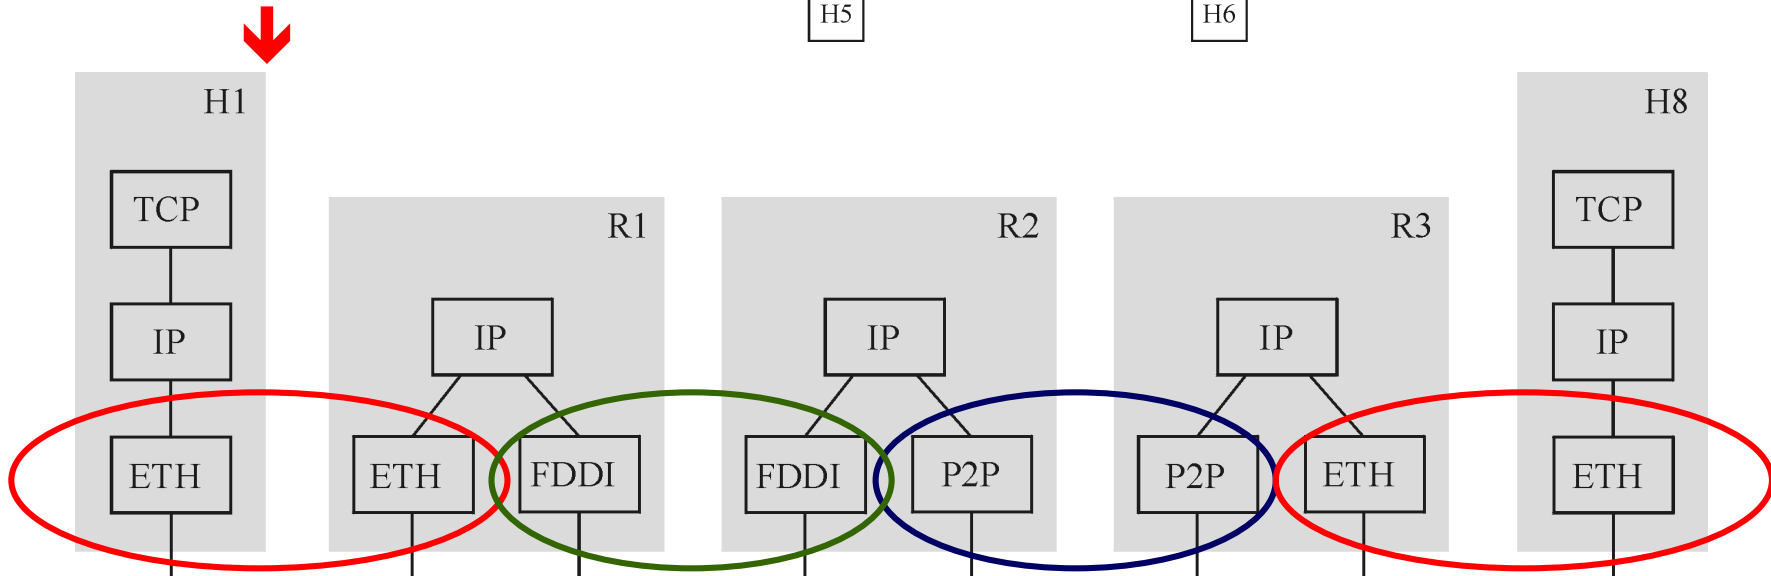 H5 H6
H1 H8
TCP R1 R2 R3 TCP
IP IP IP IP IP
ETH ETH FDDI FDDI P2P P2P ETH ETH